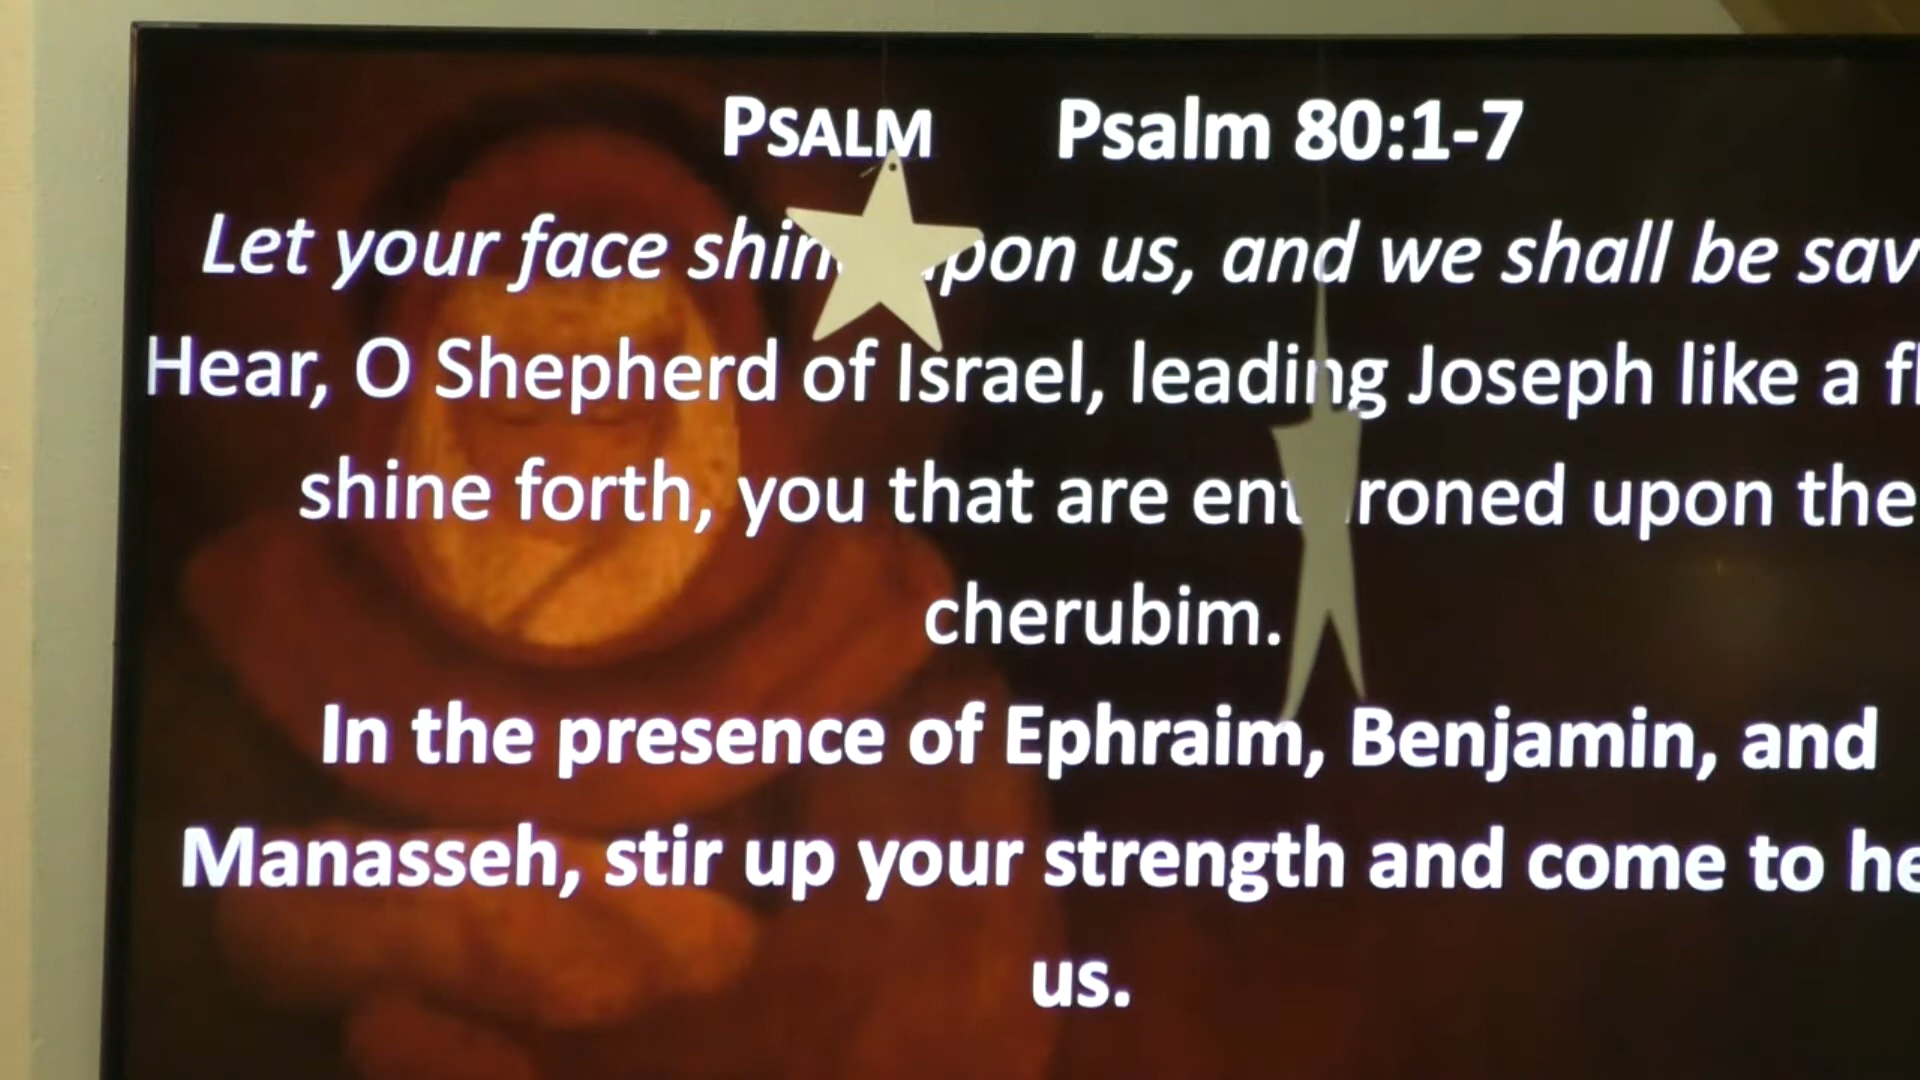 PSALM Psalm 80:1-7
Let your face upon us, and we shall be
Hear, O Shepherd of Israel, leading Joseph like a
shine forth, you that are enthroned upon the
cherubim.
In the presence of Ephraim, Benjamin, and
Manasseh, stir up your strength and come to
us.